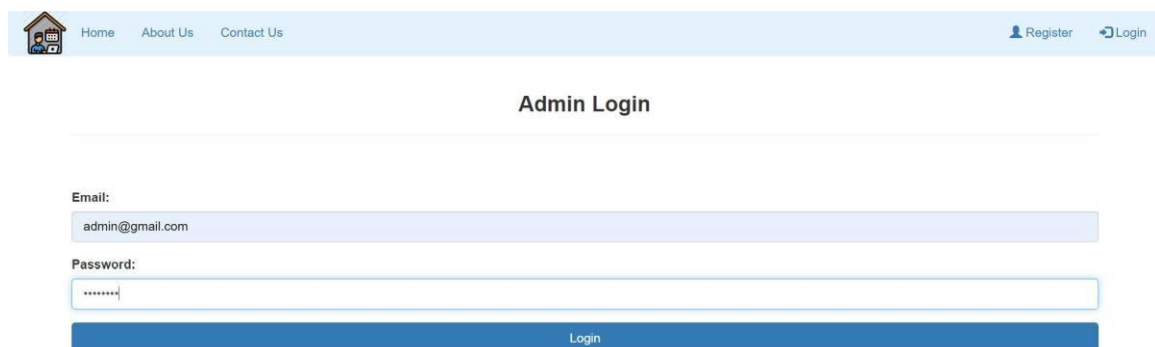 Home About Us Contact Us Register Login
Admin Login
Email:
admin@gmail.com
Password:
••••••••
Login